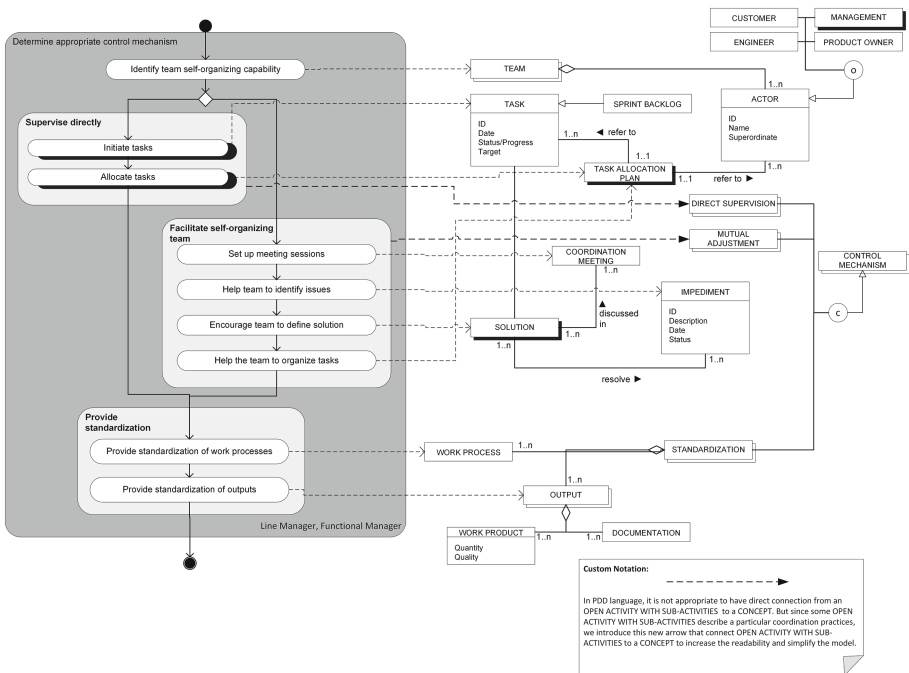 Determine appropriate control mechanism
Identify team self-organizing capability
Supervise directly
Initiate tasks
Allocate tasks
Facilitate self-organizing
team
Set up meeting sessions
Help team to identify issues
Encourage team to define solution
Help the team to organize tasks
Provide
standardization
Provide standardization of work processes
Provide standardization of outputs
Line Manager, Functional Manager
CUSTOMER
MANAGEMENT
ENGINEER
PRODUCT OWNER
o
TEAM
1..n
ACTOR
ID
Name
Superordinate
TASK
ID
Date
Status/Progress
Target
SPRINT BACKLOG
1..n
◄ refer to
1..1
TASK ALLOCATION
PLAN
1..1
refer to ►
1..n
DIRECT SUPERVISION
MUTUAL
ADJUSTMENT
CONTROL
MECHANISM
c
COORDINATION
MEETING
1..n
▲
discussed
in
IMPEDIMENT
ID
Description
Date
Status
SOLUTION
1..n
1..n
1..n
resolve ►
WORK PROCESS
1..n
STANDARDIZATION
1..n
OUTPUT
WORK PRODUCT
Quantity
Quality
1..n
1..n
DOCUMENTATION
Custom Notation:
In PDD language, it is not appropriate to have direct connection from an
OPEN ACTIVITY WITH SUB-ACTIVITIES to a CONCEPT. But since some OPEN
ACTIVITY WITH SUB-ACTIVITIES describe a particular coordination practices,
we introduce this new arrow that connect OPEN ACTIVITY WITH SUB-
ACTIVITIES to a CONCEPT to increase the readability and simplify the model.